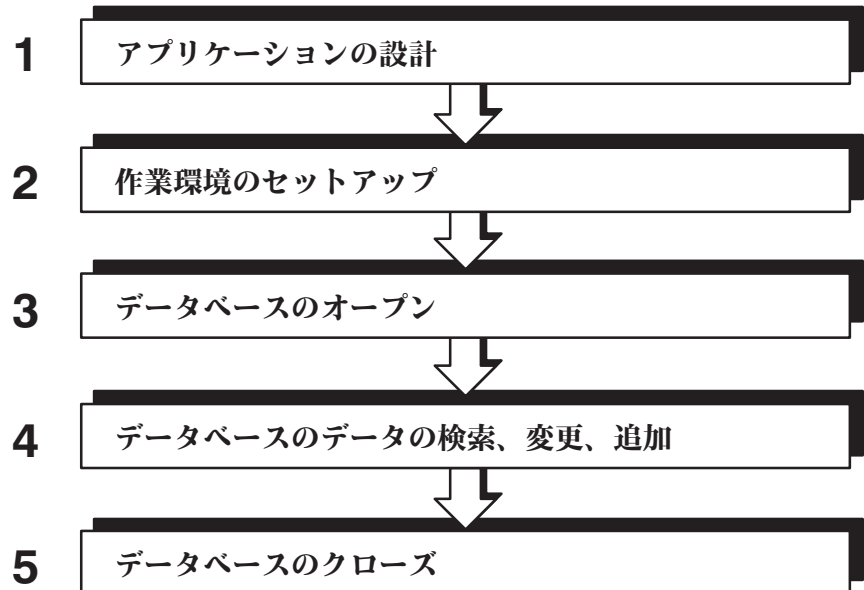 1 アプリケーションの設計
2 作業環境のセットアップ
3 データベースのオープン
4 データベースのデータの検索、変更、追加
5 データベースのクローズ